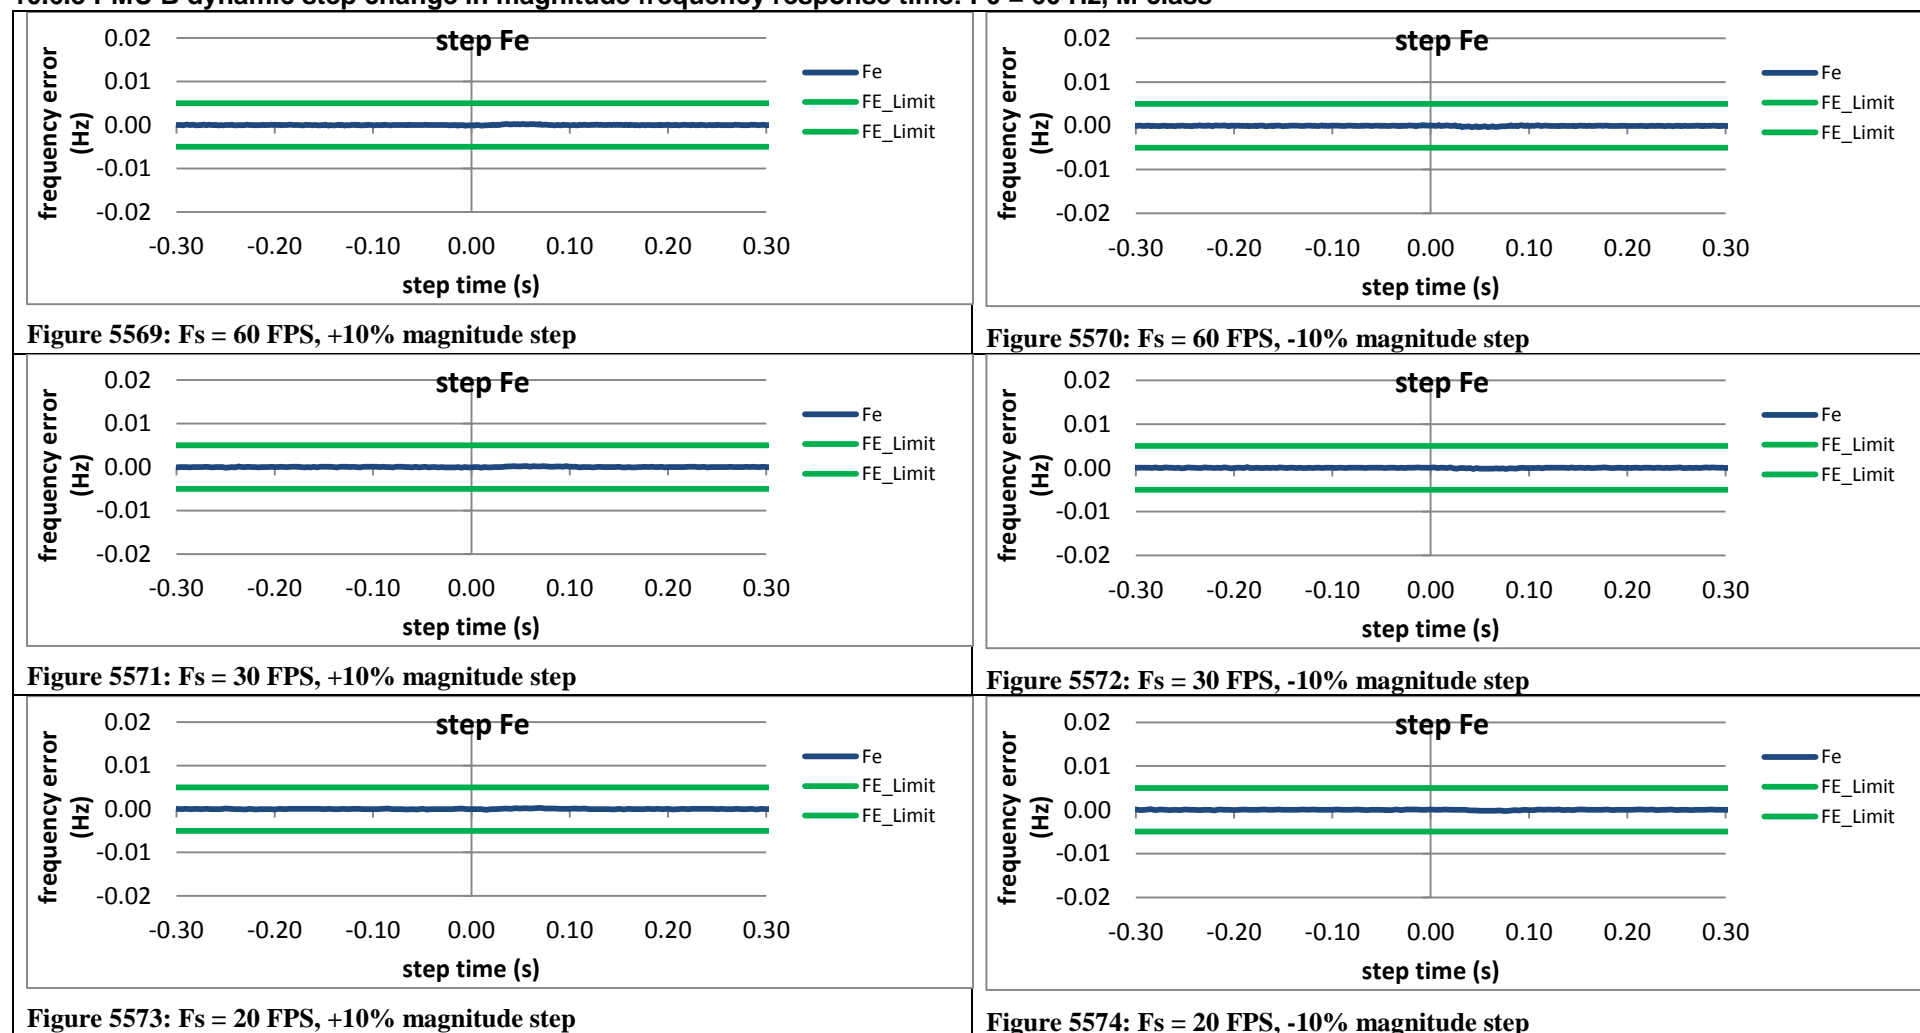 step Fe
0.02
0.01
0.00
-0.01
-0.02
frequency error
(Hz)
-0.30 -0.20 -0.10 0.00 0.10 0.20 0.30
step time (s)
Fe
FE_Limit
FE_Limit
Figure 5569: Fs = 60 FPS, +10% magnitude step
step Fe
0.02
0.01
0.00
-0.01
-0.02
frequency error
(Hz)
-0.30 -0.20 -0.10 0.00 0.10 0.20 0.30
step time (s)
Fe
FE_Limit
FE_Limit
Figure 5570: Fs = 60 FPS, -10% magnitude step
step Fe
0.02
0.01
0.00
-0.01
-0.02
frequency error
(Hz)
-0.30 -0.20 -0.10 0.00 0.10 0.20 0.30
step time (s)
Fe
FE_Limit
FE_Limit
Figure 5571: Fs = 30 FPS, +10% magnitude step
step Fe
0.02
0.01
0.00
-0.01
-0.02
frequency error
(Hz)
-0.30 -0.20 -0.10 0.00 0.10 0.20 0.30
step time (s)
Fe
FE_Limit
FE_Limit
Figure 5572: Fs = 30 FPS, -10% magnitude step
step Fe
0.02
0.01
0.00
-0.01
-0.02
frequency error
(Hz)
-0.30 -0.20 -0.10 0.00 0.10 0.20 0.30
step time (s)
Fe
FE_Limit
FE_Limit
Figure 5573: Fs = 20 FPS, +10% magnitude step
step Fe
0.02
0.01
0.00
-0.01
-0.02
frequency error
(Hz)
-0.30 -0.20 -0.10 0.00 0.10 0.20 0.30
step time (s)
Fe
FE_Limit
FE_Limit
Figure 5574: Fs = 20 FPS, -10% magnitude step